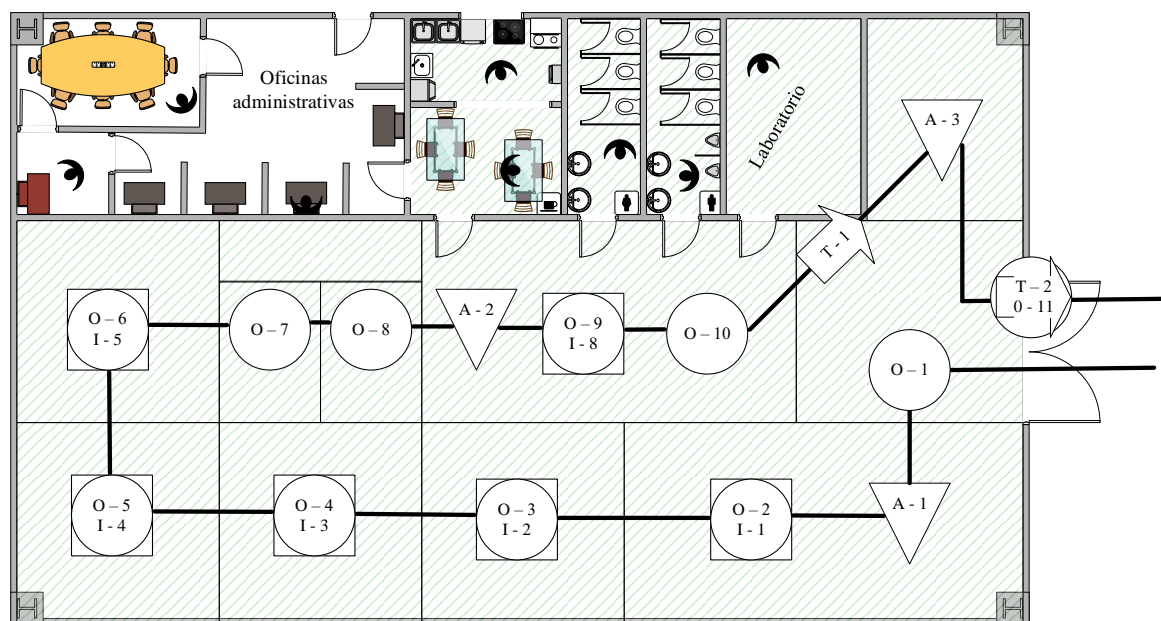 Oficinas
administrativas
Laboratorio
A - 3
T - 1
T – 2
0 - 11
O – 6
I - 5
O – 7
O – 8
A - 2
O – 9
I - 8
O – 10
O – 1
O – 5
I - 4
O – 4
I - 3
O – 3
I - 2
O – 2
I - 1
A - 1